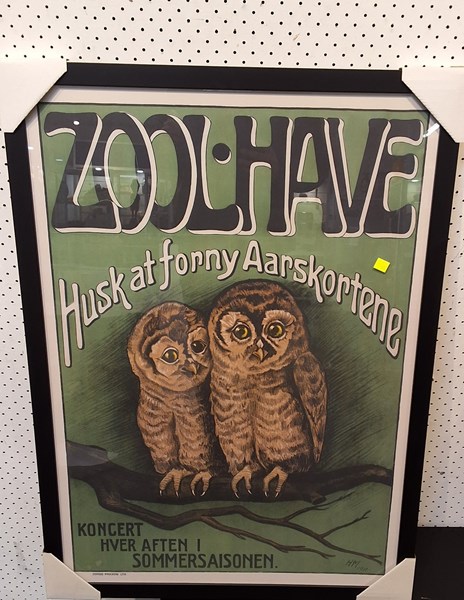 ZOOL·HAVE
Husk at forny Aarskortene
KONCERT
HVER AFTEN I
SOMMERSAISONEN.